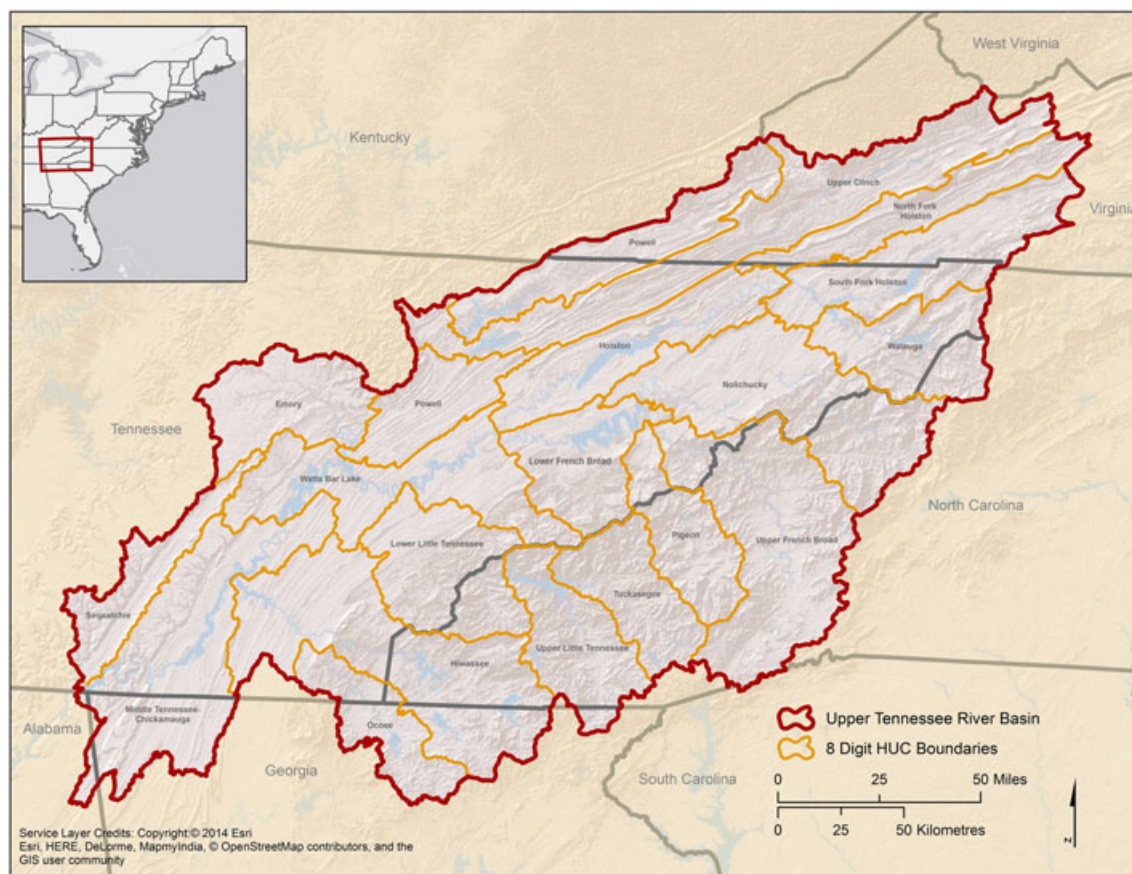 West Virginia
Kentucky
Upper Clinch
North Fork
Holston
Virginia
Powell
South Fork Holston
Holston
Watauga
Nolichucky
Emory
Powell
Tennessee
Lower French Broad
Watts Bar Lake
North Carolina
Pigeon
Upper French Broad
Lower Little Tennessee
Tuckasegee
Sequatchie
Upper Little Tennessee
Hiwassee
Middle Tennessee-
Chickamauga
Ocoee
Alabama
Georgia
South Carolina
Upper Tennessee River Basin
8 Digit HUC Boundaries
0 25 50 Miles
0 25 50 Kilometres
N
Service Layer Credits: Copyright:© 2014 Esri
Esri, HERE, DeLorme, MapmyIndia, © OpenStreetMap contributors, and the
GIS user community